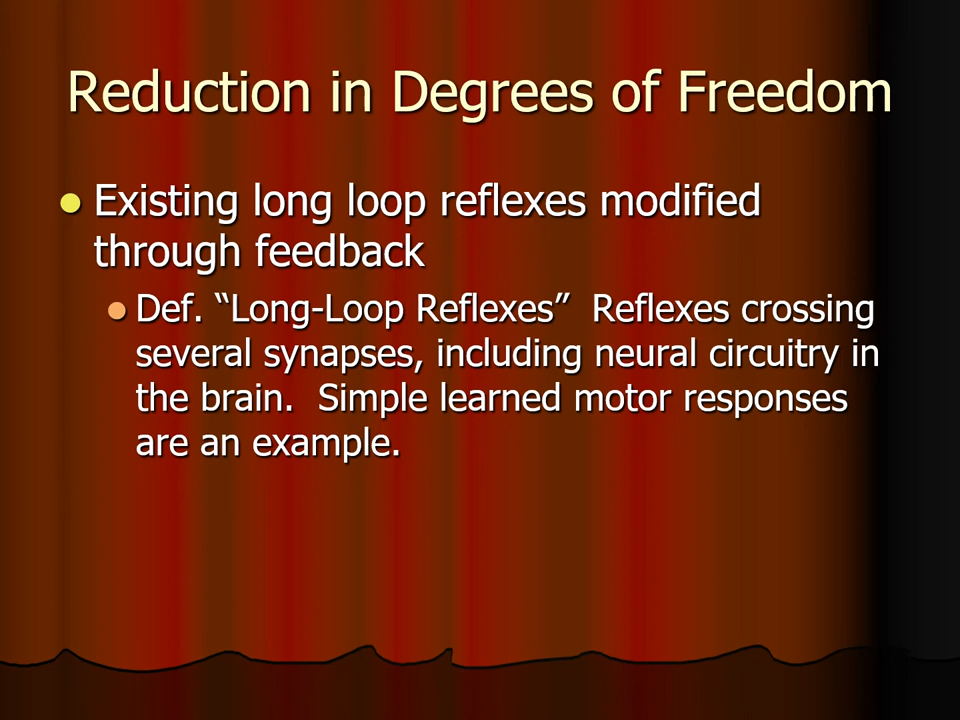 Reduction in Degrees of Freedom
Existing long loop reflexes modified
through feedback
Def. “Long-Loop Reflexes”  Reflexes crossing
several synapses, including neural circuitry in
the brain.  Simple learned motor responses
are an example.